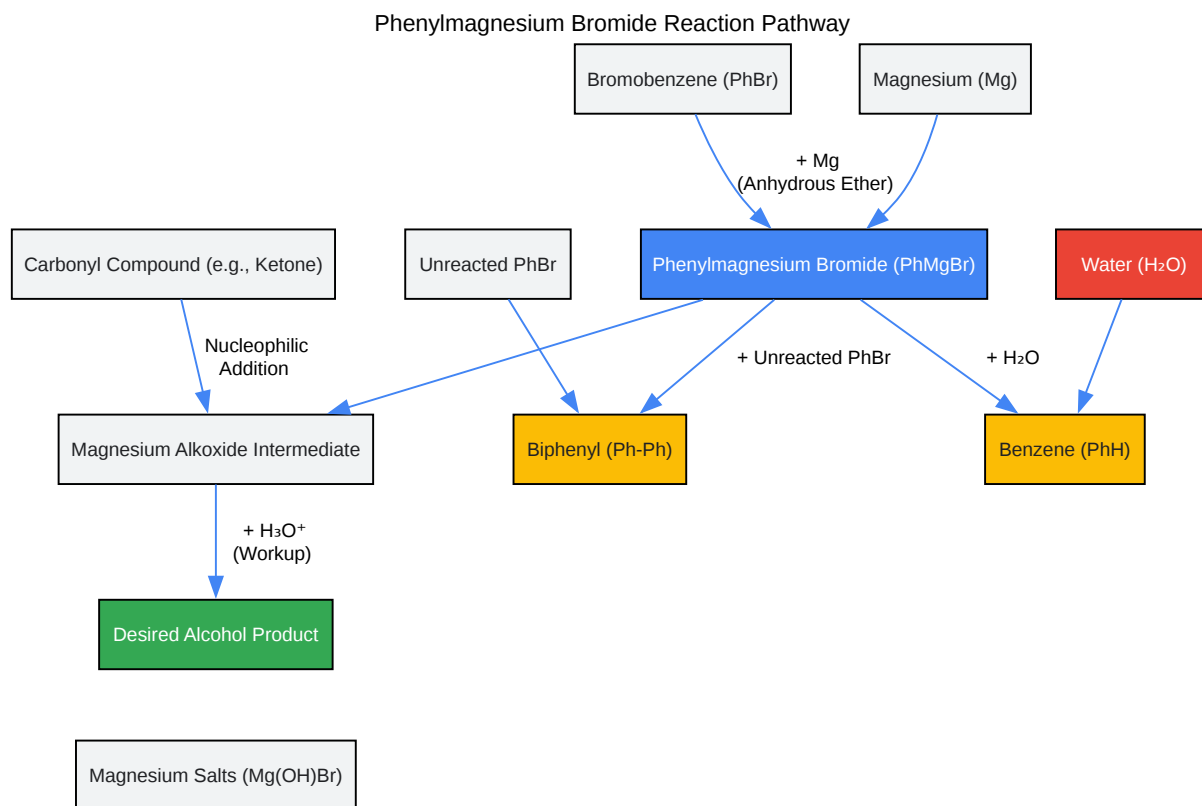 Phenylmagnesium Bromide Reaction Pathway
Bromobenzene (PhBr)
Magnesium (Mg)
+ Mg
(Anhydrous Ether)
Carbonyl Compound (e.g., Ketone)
Unreacted PhBr
Phenylmagnesium Bromide (PhMgBr)
Water (H₂O)
Nucleophilic
Addition
+ Unreacted PhBr
+ H₂O
Magnesium Alkoxide Intermediate
Biphenyl (Ph-Ph)
Benzene (PhH)
+ H₃O⁺
(Workup)
Desired Alcohol Product
Magnesium Salts (Mg(OH)Br)